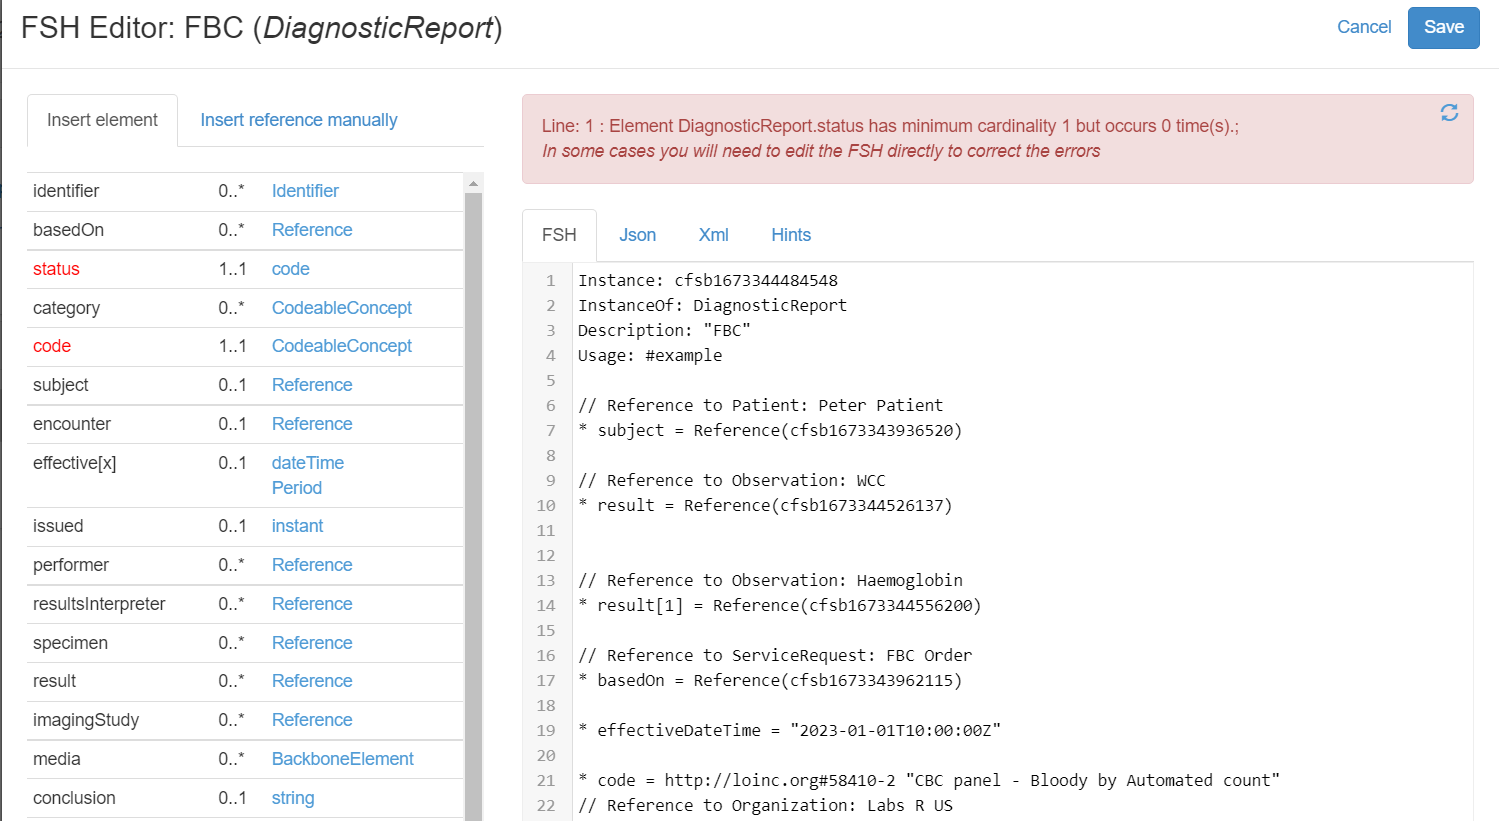 FSH Editor: FBC (DiagnosticReport)
Cancel
Save
Insert element
Insert reference manually
identifier 0..* Identifier
basedOn 0..* Reference
status 1..1 code
category 0..* CodeableConcept
code 1..1 CodeableConcept
subject 0..1 Reference
encounter 0..1 Reference
effective[x] 0..1 dateTime
Period
issued 0..1 instant
performer 0..* Reference
resultsInterpreter 0..* Reference
specimen 0..* Reference
result 0..* Reference
imagingStudy 0..* Reference
media 0..* BackboneElement
conclusion 0..1 string
Line: 1 : Element DiagnosticReport.status has minimum cardinality 1 but occurs 0 time(s).;
In some cases you will need to edit the FSH directly to correct the errors
FSH Json Xml Hints
1 Instance: cfsb1673344484548
2 InstanceOf: DiagnosticReport
3 Description: "FBC"
4 Usage: #example
5
6 // Reference to Patient: Peter Patient
7 * subject = Reference(cfsb1673343936520)
8
9 // Reference to Observation: WCC
10 * result = Reference(cfsb1673344526137)
11
12
13 // Reference to Observation: Haemoglobin
14 * result[1] = Reference(cfsb1673344556200)
15
16 // Reference to ServiceRequest: FBC Order
17 * basedOn = Reference(cfsb1673343962115)
18
19 * effectiveDateTime = "2023-01-01T10:00:00Z"
20
21 * code = http://loinc.org#58410-2 "CBC panel - Bloody by Automated count"
22 // Reference to Organization: Labs R US